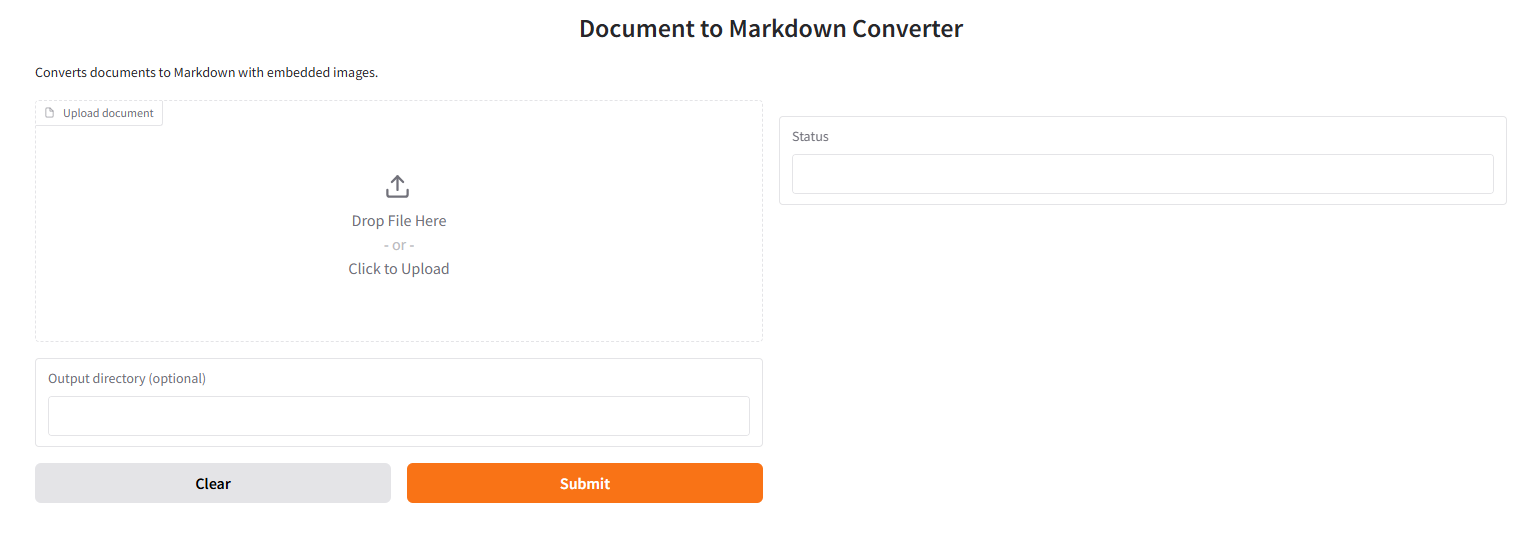 Document to Markdown Converter
Converts documents to Markdown with embedded images.
Upload document
Drop File Here
- or -
Click to Upload
Output directory (optional)
Clear
Submit
Status